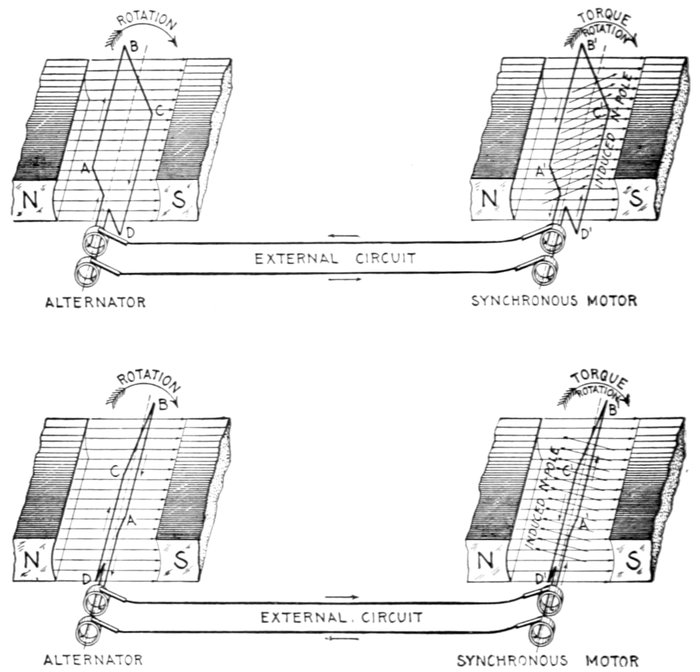 ROTATION
B
C
A
N
S
D
EXTERNAL CIRCUIT
ALTERNATOR
TORQUE
ROTATION
B'
C'
A'
INDUCED N-POLE
N
S
D'
SYNCHRONOUS MOTOR
ROTATION
B
C
A
N
S
D
EXTERNAL CIRCUIT
ALTERNATOR
TORQUE
ROTATION
B'
C'
A'
INDUCED N-POLE
N
S
D'
SYNCHRONOUS MOTOR